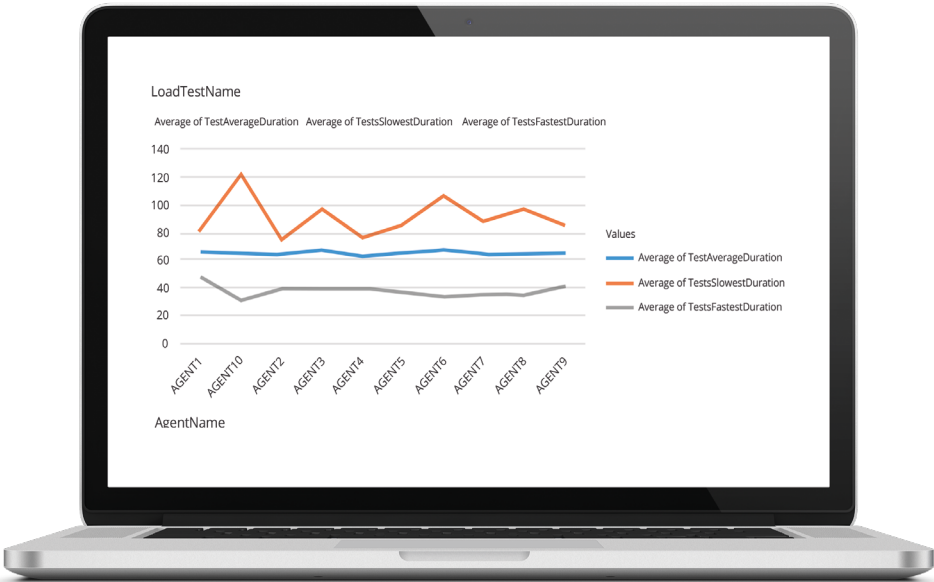 LoadTestName
Average of TestAverageDuration Average of TestsSlowestDuration Average of TestsFastestDuration
140
120
100
80
60
40
20
0
AGENT1 AGENT10 AGENT2 AGENT3 AGENT4 AGENT5 AGENT6 AGENT7 AGENT8 AGENT9
AgentName
Values
Average of TestAverageDuration
Average of TestsSlowestDuration
Average of TestsFastestDuration